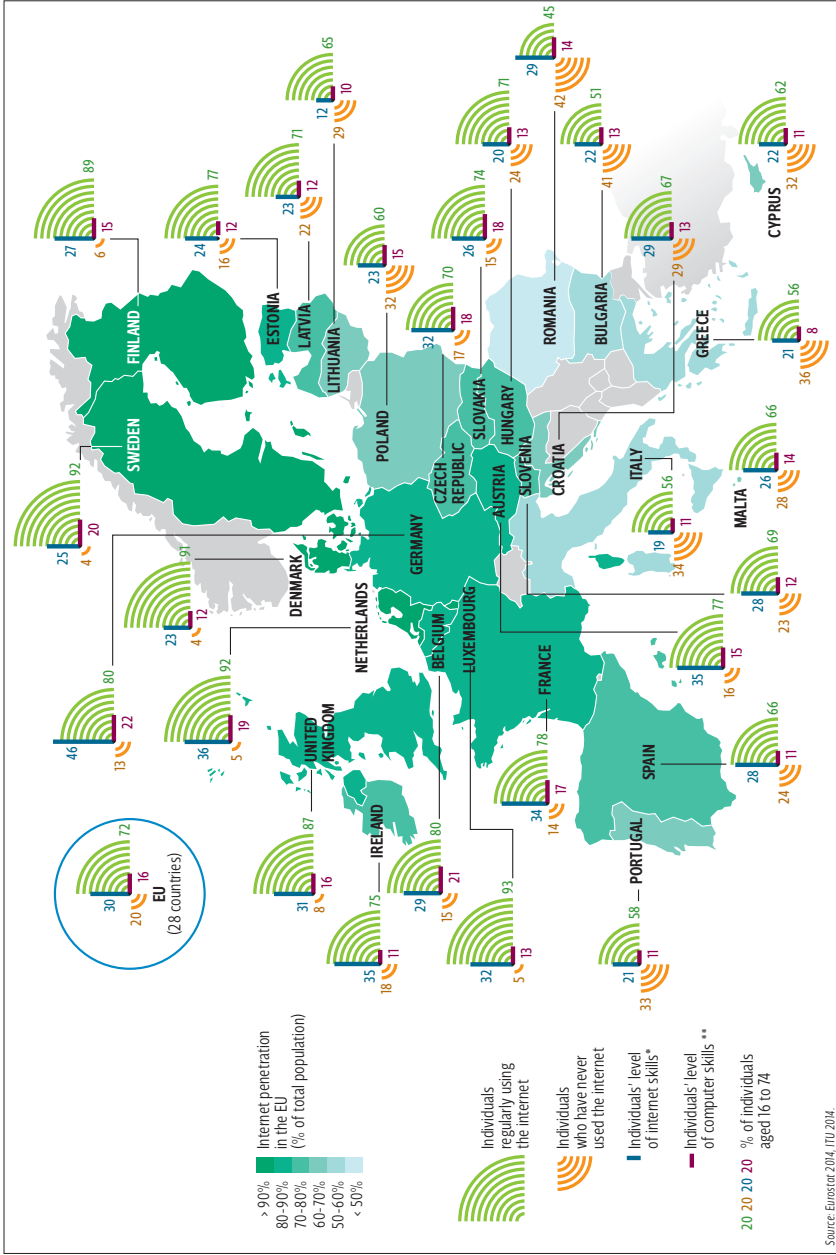 > 90%
80-90%
70-80%
60-70%
50-60%
< 50%
Internet penetration
in the EU
(% of total population)
Individuals
regularly using
the internet
Individuals
who have never
used the internet
Individuals' level
of internet skills*
Individuals' level
of computer skills **
20 20 20 20 % of individuals
aged 16 to 74
30 72
20 16
EU
(28 countries)
46 80
13 22
GERMANY
25 92
4 20
SWEDEN
27 89
6 15
FINLAND
23 91
4 12
DENMARK
24 77
16 12
ESTONIA
36 92
5 19
NETHERLANDS
23 71
22 12
LATVIA
12 65
29 10
LITHUANIA
31 87
8 16
UNITED
KINGDOM
35 75
18 11
IRELAND
23 60
32 15
POLAND
29 80
15 21
BELGIUM
32 70
17 18
CZECH
REPUBLIC
32 93
5 13
LUXEMBOURG
26 74
15 18
SLOVAKIA
20 71
24 13
HUNGARY
35 77
16 15
AUSTRIA
28 69
23 12
SLOVENIA
29 45
42 14
ROMANIA
34 78
14 17
FRANCE
29 67
29 13
CROATIA
22 51
41 13
BULGARIA
21 58
33 11
PORTUGAL
28 66
24 11
SPAIN
19 56
34 11
ITALY
26 66
28 14
MALTA
21 56
36 8
GREECE
22 62
32 11
CYPRUS
Source: Eurostat 2014, ITU 2014.